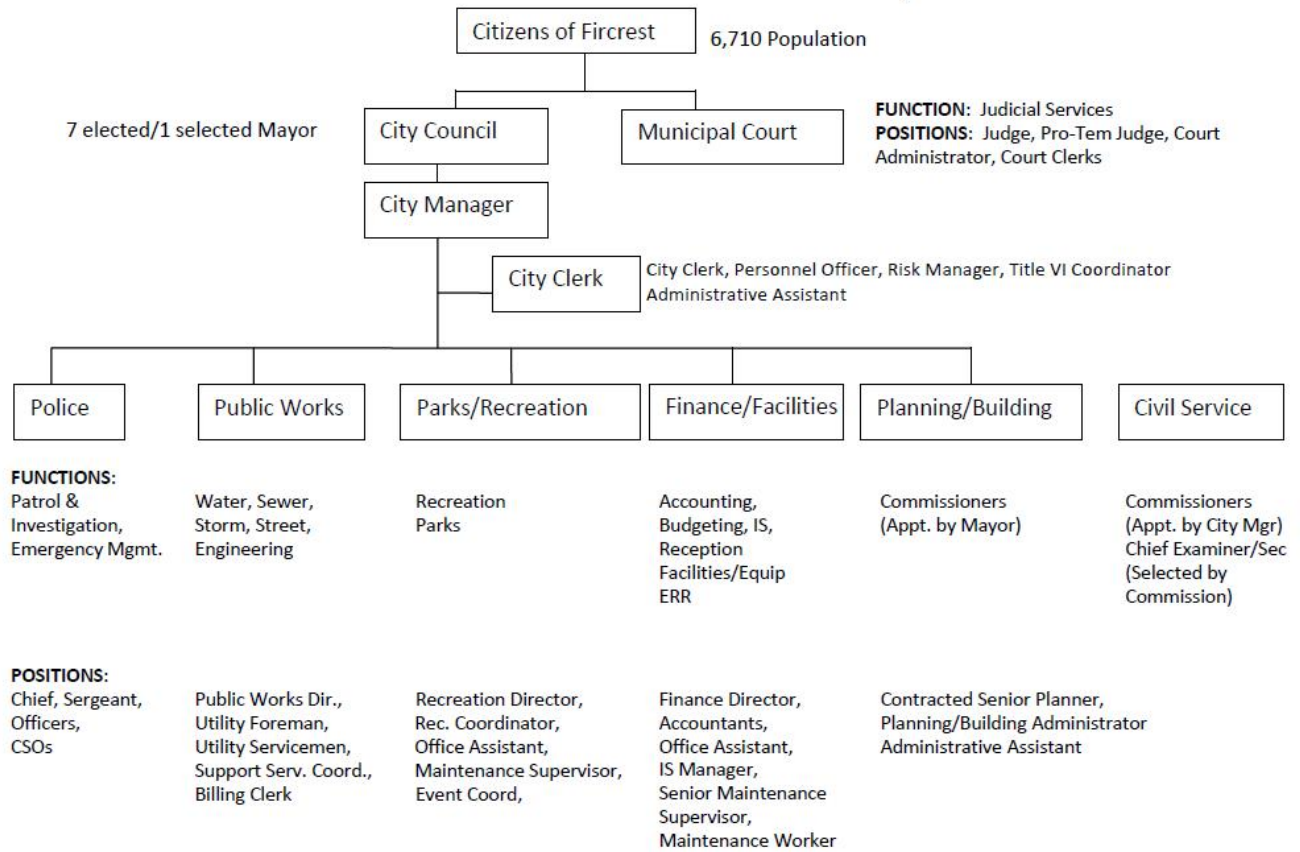 Citizens of Fircrest
6,710 Population
7 elected/1 selected Mayor
City Council
Municipal Court
FUNCTION: Judicial Services
POSITIONS: Judge, Pro-Tem Judge, Court
Administrator, Court Clerks
City Manager
City Clerk
City Clerk, Personnel Officer, Risk Manager, Title VI Coordinator
Administrative Assistant
Police
Public Works
Parks/Recreation
Finance/Facilities
Planning/Building
Civil Service
FUNCTIONS:
Patrol &
Investigation,
Emergency Mgmt.
Water, Sewer,
Storm, Street,
Engineering
Recreation
Parks
Accounting,
Budgeting, IS,
Reception
Facilities/Equip
ERR
Commissioners
(Appt. by Mayor)
Commissioners
(Appt. by City Mgr)
Chief Examiner/Sec
(Selected by
Commission)
POSITIONS:
Chief, Sergeant,
Officers,
CSOs
Public Works Dir.,
Utility Foreman,
Utility Servicemen,
Support Serv. Coord.,
Billing Clerk
Recreation Director,
Rec. Coordinator,
Office Assistant,
Maintenance Supervisor,
Event Coord,
Finance Director,
Accountants,
Office Assistant,
IS Manager,
Senior Maintenance
Supervisor,
Maintenance Worker
Contracted Senior Planner,
Planning/Building Administrator
Administrative Assistant